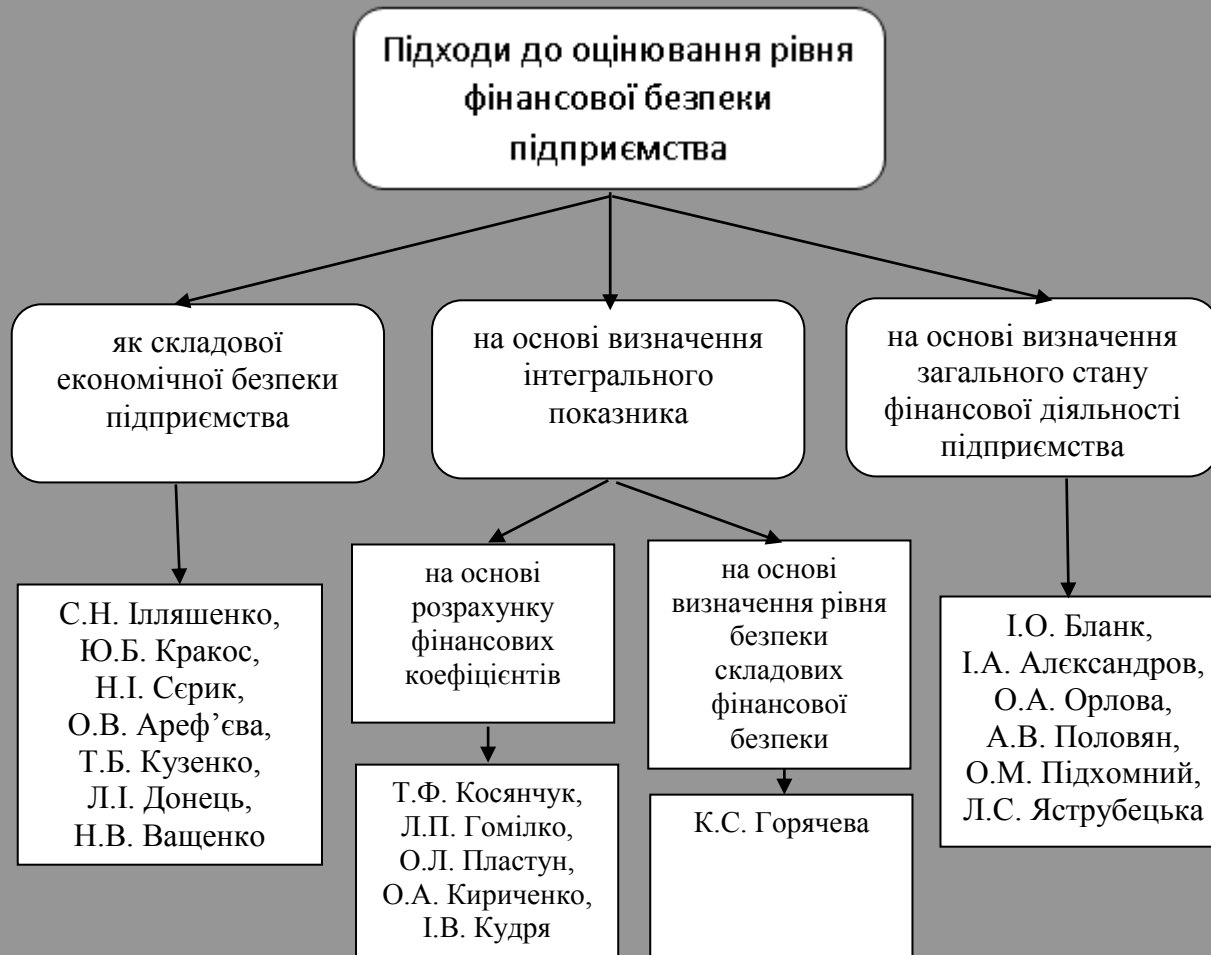 Підходи до оцінювання рівня
фінансової безпеки
підприємства
як складової
економічної безпеки
підприємства
на основі визначення
інтегрального
показника
на основі визначення
загального стану
фінансової діяльності
підприємства
С.Н. Ілляшенко,
Ю.Б. Кракос,
Н.І. Сєрик,
О.В. Ареф’єва,
Т.Б. Кузенко,
Л.І. Донець,
Н.В. Ващенко
на основі
розрахунку
фінансових
коефіцієнтів
на основі
визначення рівня
безпеки
складових
фінансової
безпеки
І.О. Бланк,
І.А. Алєксандров,
О.А. Орлова,
А.В. Половян,
О.М. Підхомний,
Л.С. Яструбецька
Т.Ф. Косянчук,
Л.П. Гомілко,
О.Л. Пластун,
О.А. Кириченко,
І.В. Кудря
К.С. Горячева